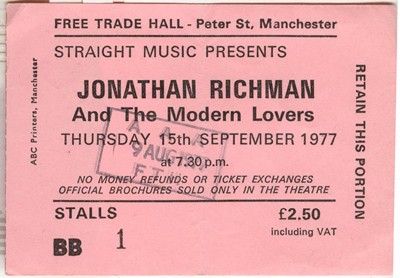 FREE TRADE HALL - Peter St, Manchester
STRAIGHT MUSIC PRESENTS
JONATHAN RICHMAN
And The Modern Lovers
THURSDAY 15th SEPTEMBER 1977
at 7.30 p.m.
NO MONEY REFUNDS OR TICKET EXCHANGES
OFFICIAL BROCHURES SOLD ONLY IN THE THEATRE
STALLS £2.50
including VAT
BB 1
ABC Printers, Manchester
RETAIN THIS PORTION
9 AUG